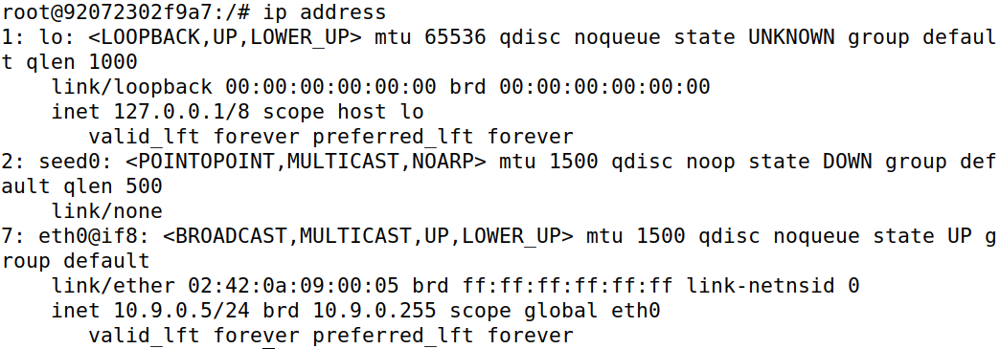 root@92072302f9a7:/# ip address
1: lo: <LOOPBACK,UP,LOWER_UP> mtu 65536 qdisc noqueue state UNKNOWN group defaul
t qlen 1000
    link/loopback 00:00:00:00:00:00 brd 00:00:00:00:00:00
    inet 127.0.0.1/8 scope host lo
       valid_lft forever preferred_lft forever
2: seed0: <POINTOPOINT,MULTICAST,NOARP> mtu 1500 qdisc noop state DOWN group def
ault qlen 500
    link/none
7: eth0@if8: <BROADCAST,MULTICAST,UP,LOWER_UP> mtu 1500 qdisc noqueue state UP g
roup default
    link/ether 02:42:0a:09:00:05 brd ff:ff:ff:ff:ff:ff link-netnsid 0
    inet 10.9.0.5/24 brd 10.9.0.255 scope global eth0
       valid_lft forever preferred_lft forever